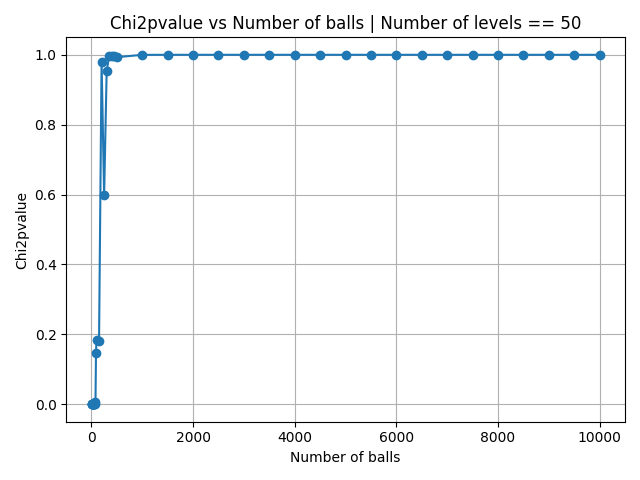 Chi2pvalue vs Number of balls | Number of levels == 50
1.0
0.8
0.6
0.4
0.2
0.0
Chi2pvalue
0 2000 4000 6000 8000 10000
Number of balls